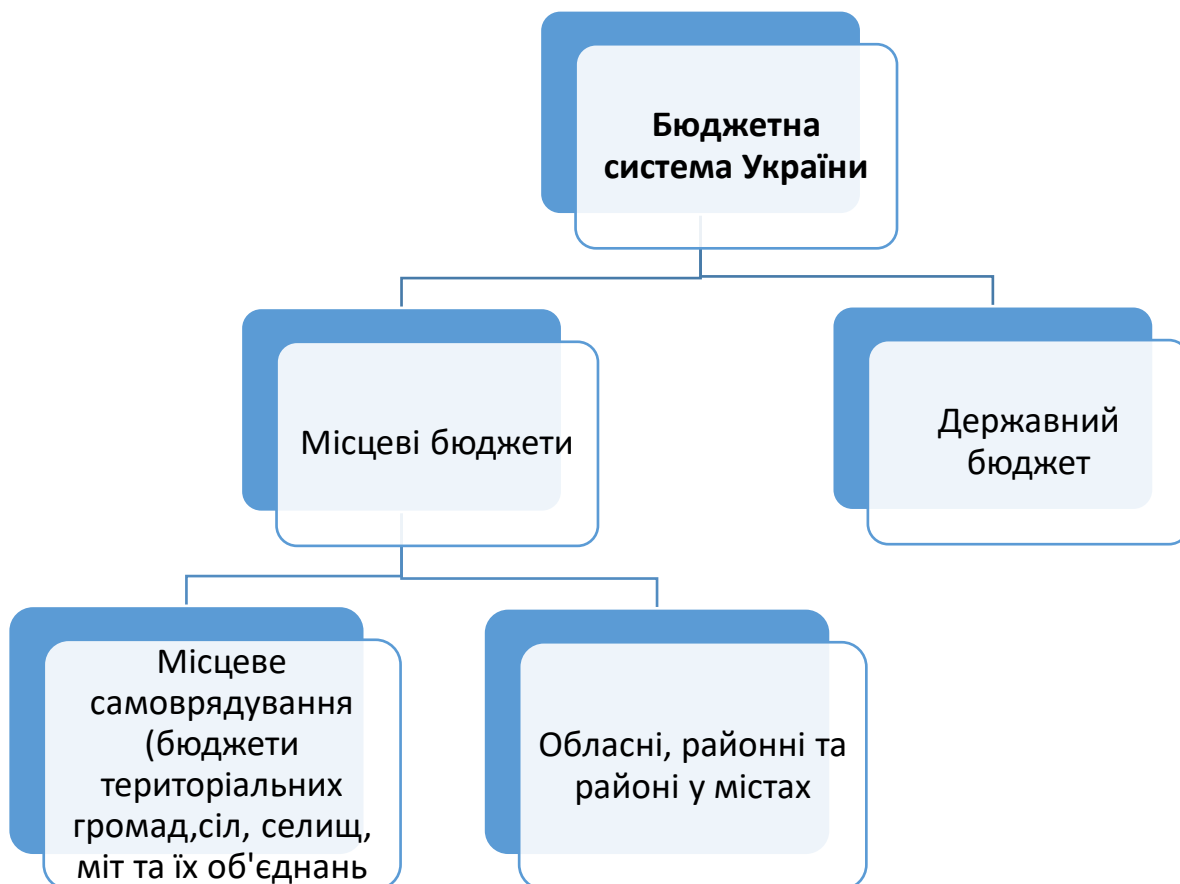 Бюджетна
система України
Місцеві бюджети
Державний
бюджет
Місцеве
самоврядування
(бюджети
територіальних
громад,сіл, селищ,
міт та їх об'єднань
Обласні, районні та
районі у містах